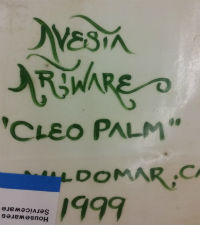 AVESTA
ARTWARE
"CLEO PALM"
WILDOMAR, CA
1999
Housewares
Serviceware